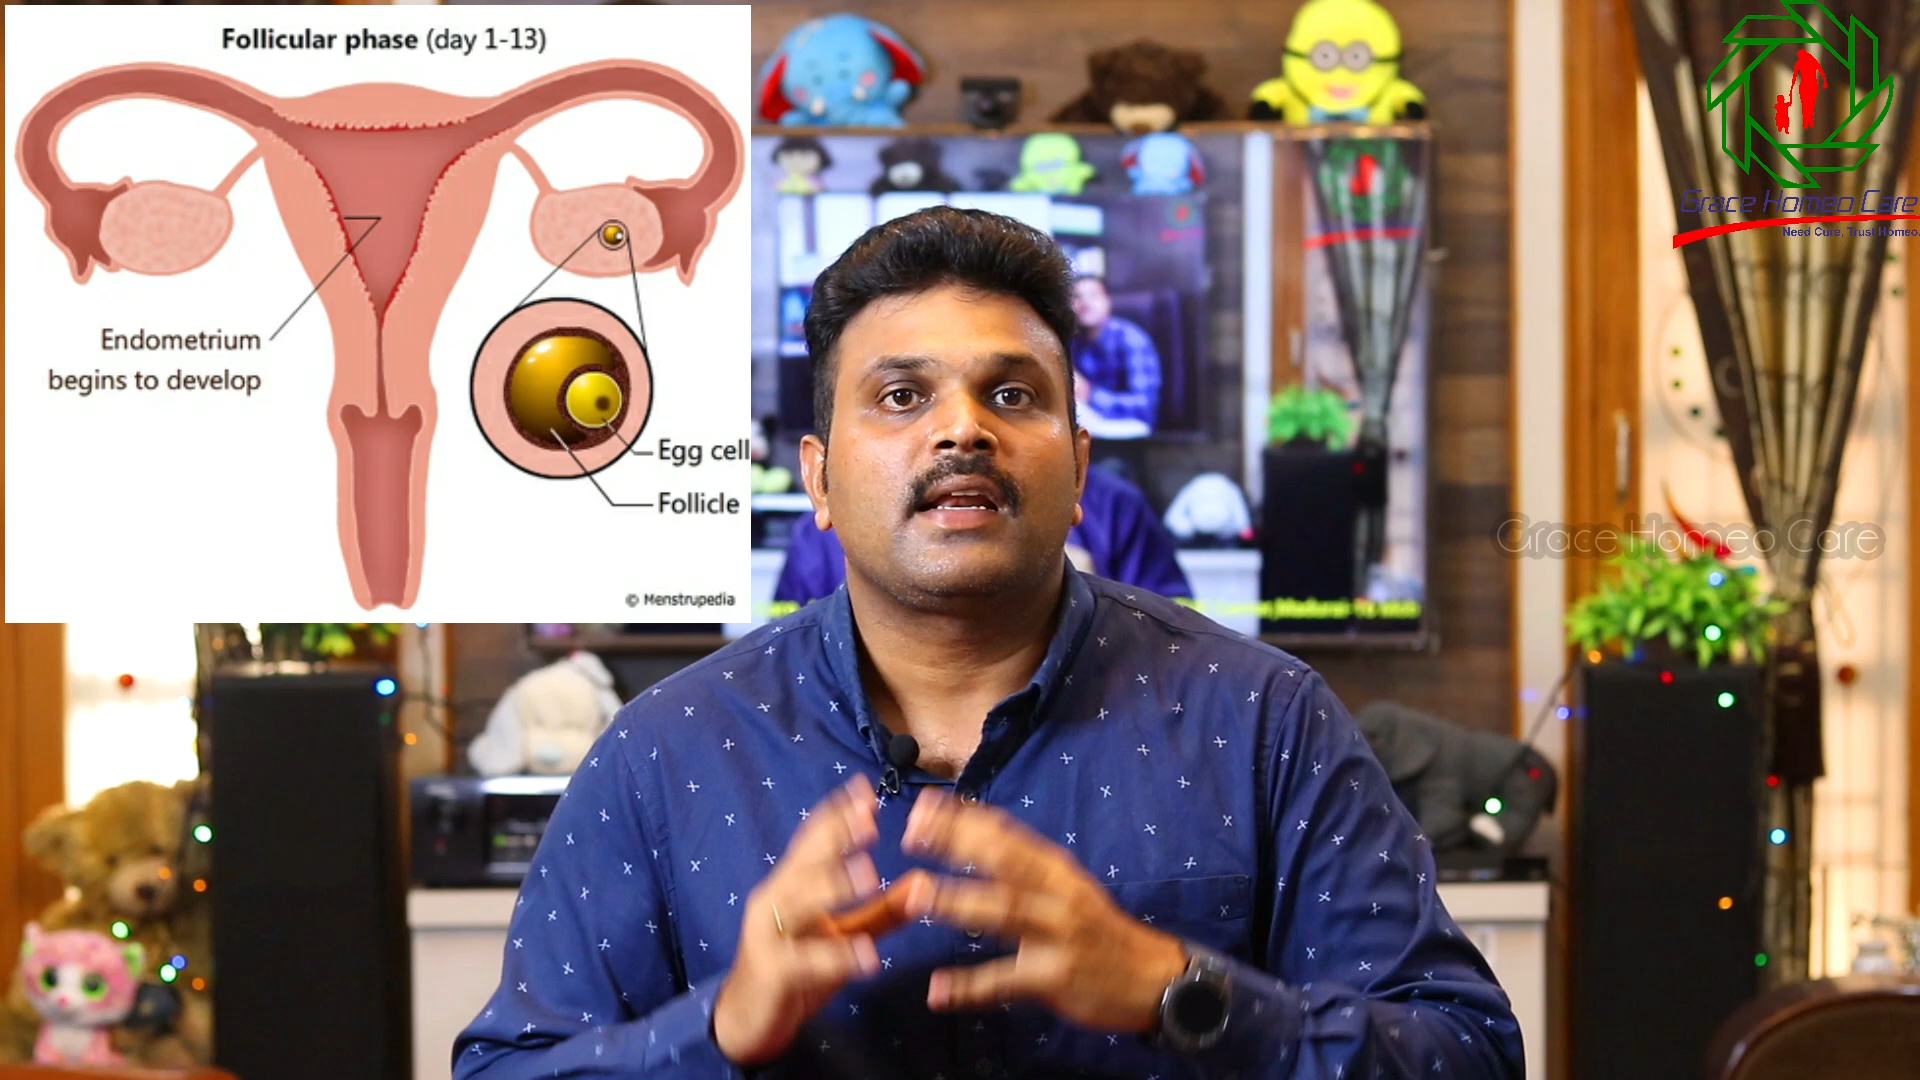 Follicular phase (day 1-13)
Endometrium
begins to develop
Egg cell
Follicle
© Menstrupedia
Grace Homeo Care
Need Cure, Trust Homeo.
Grace Homeo Care